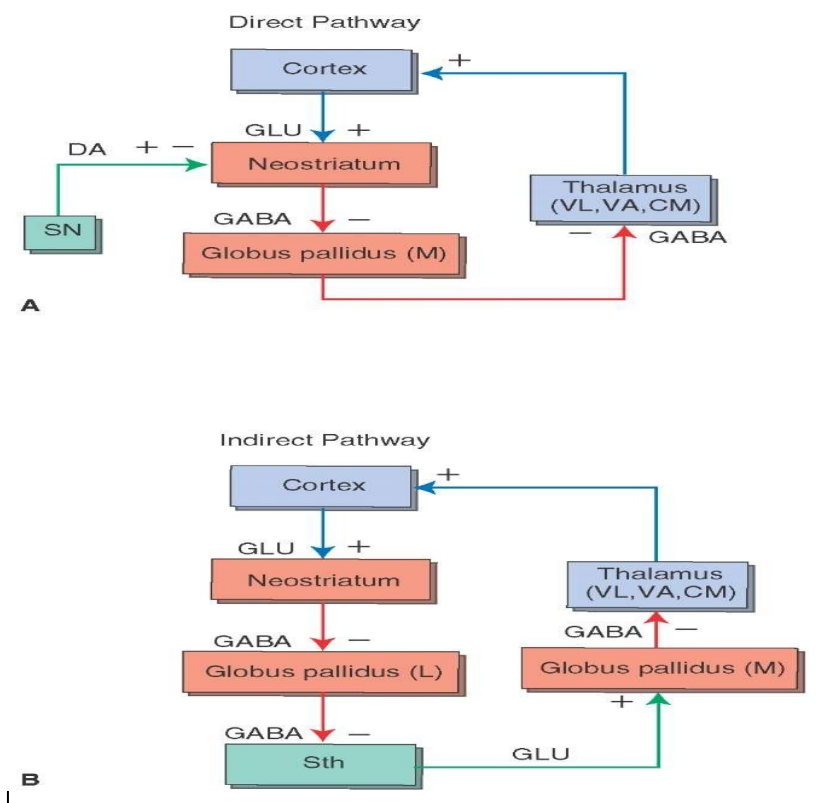 Direct Pathway
Cortex
+
GLU +
DA + −
Neostriatum
Thalamus
(VL,VA,CM)
SN
GABA −
− GABA
Globus pallidus (M)
A
Indirect Pathway
Cortex
+
GLU +
Neostriatum
Thalamus
(VL,VA,CM)
GABA −
GABA −
Globus pallidus (L)
Globus pallidus (M)
+
GABA −
Sth
GLU
B